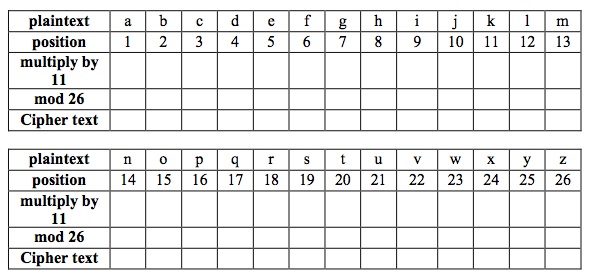 plaintext a b c d e f g h i j k l m
position 1 2 3 4 5 6 7 8 9 10 11 12 13
multiply by
11
mod 26
Cipher text
plaintext n o p q r s t u v w x y z
position 14 15 16 17 18 19 20 21 22 23 24 25 26
multiply by
11
mod 26
Cipher text